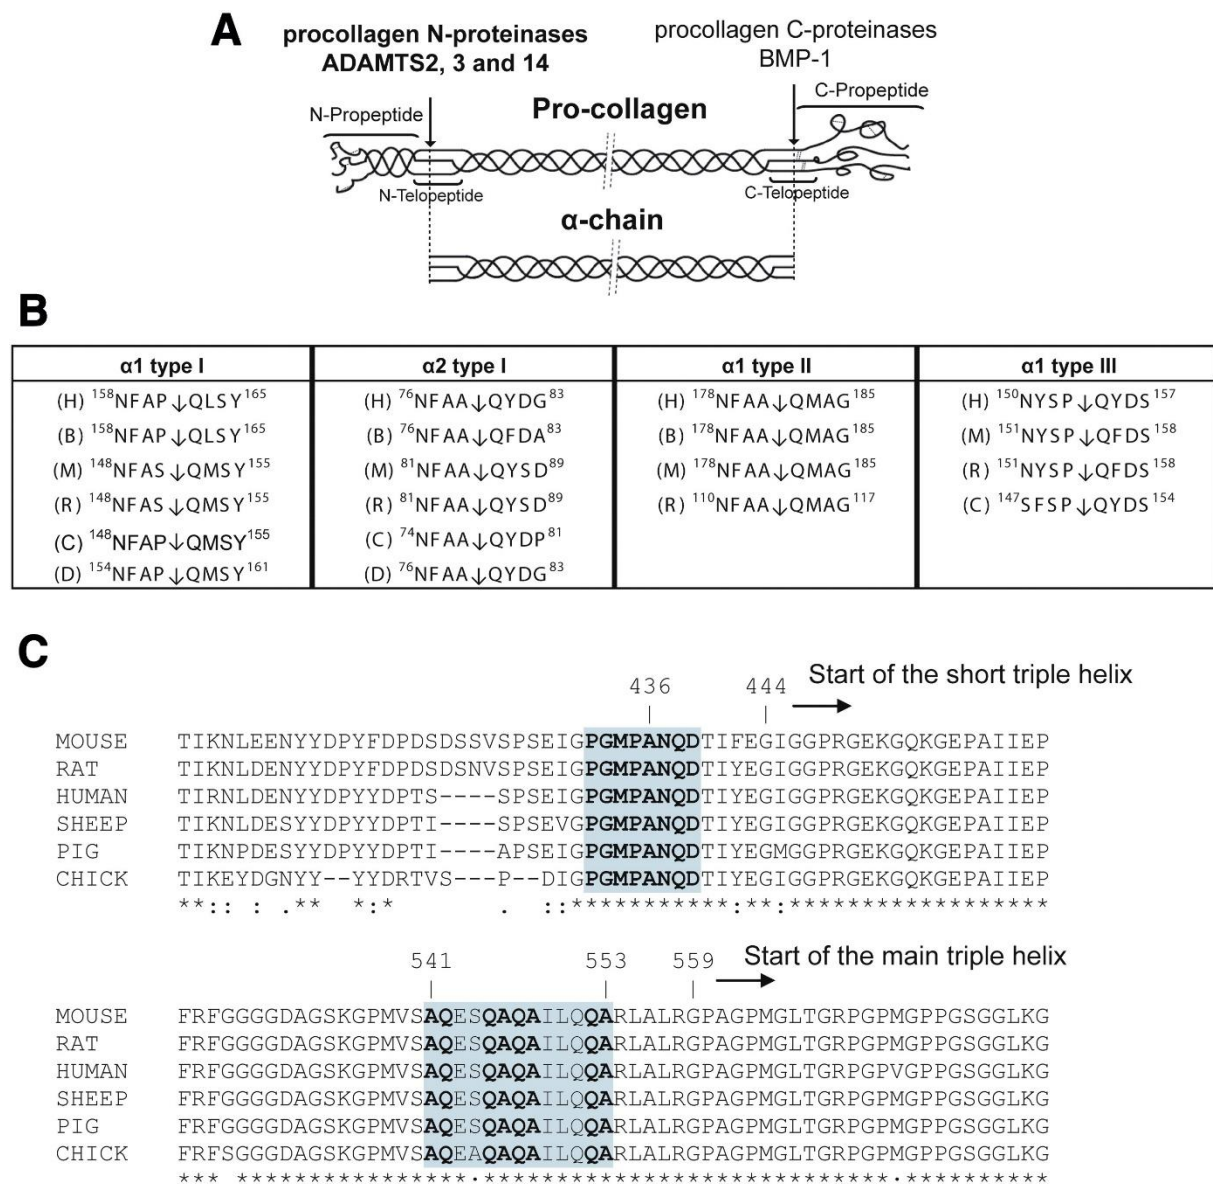 A
procollagen N-proteinases
ADAMTS2, 3 and 14
procollagen C-proteinases
BMP-1
N-Propeptide
C-Propeptide
Pro-collagen
N-Telopeptide
C-Telopeptide
α-chain
B
α1 type I
α2 type I
α1 type II
α1 type III
(H) 158NFAP↓QLSY165 (H) 76NFAA↓QYDG83 (H) 178NFAA↓QMAG185 (H) 150NYSP↓QYDS157
(B) 158NFAP↓QLSY165 (B) 76NFAA↓QFDA83 (B) 178NFAA↓QMAG185 (M) 151NYSP↓QFDS158
(M) 148NFAS↓QMSY155 (M) 81NFAA↓QYSD89 (M) 178NFAA↓QMAG185 (R) 151NYSP↓QFDS158
(R) 148NFAS↓QMSY155 (R) 81NFAA↓QYSD89 (R) 110NFAA↓QMAG117 (C) 147SFSP↓QYDS154
(C) 148NFAP↓QMSY155 (C) 74NFAA↓QYDP81
(D) 154NFAP↓QMSY161 (D) 76NFAA↓QYDG83
C
436 444 Start of the short triple helix
MOUSE TIKNLEENYYDPYFDPDSDSSVSPSEIGPGMPANQDTIFEGIGGPRGEKGQKGEPAIIEP
RAT TIKNLDENYYDPYFDPDSDSNVSPSEIGPGMPANQDTIYEGIGGPRGEKGQKGEPAIIEP
HUMAN TIRNLDENYYDPYYDPTS----SPSEIGPGMPANQDTIYEGIGGPRGEKGQKGEPAIIEP
SHEEP TIKNLDESYYDPYYDPTI----SPSEVGPGMPANQDTIYEGIGGPRGEKGQKGEPAIIEP
PIG TIKNPDESYYDPYYDPTI----APSEIGPGMPANQDTIYEGMGGPRGEKGQKGEPAIIEP
CHICK TIKEYDGNYY--YYDRTVS---P--DIGPGMPANQDTIYEGIGGPRGEKGQKGEPAIIEP
**:: : .** *:* . ::***********:**:******************
541 553 559 Start of the main triple helix
MOUSE FRFGGGGDAGSKGPMVSAQESQAQAILQQARLALRGPAGPMGLTGRPGPMGPPGSGGLKG
RAT FRFGGGGDAGSKGPMVSAQESQAQAILQQARLALRGPAGPMGLTGRPGPMGPPGSGGLKG
HUMAN FRFGGGGDAGSKGPMVSAQESQAQAILQQARLALRGPAGPMGLTGRPGPVGPPGSGGLKG
SHEEP FRFGGGGDAGSKGPMVSAQESQAQAILQQARLALRGPAGPMGLTGRPGPMGPPGSGGLKG
PIG FRFGGGGDAGSKGPMVSAQESQAQAILQQARLALRGPAGPMGLTGRPGPMGPPGSGGLKG
CHICK FRFSGGGDAGSKGPMVSAQEAQAQAILQQARLALRGPAGPMGLTGRPGPMGPPGSGGLKG
*** ****************.****************************.**********